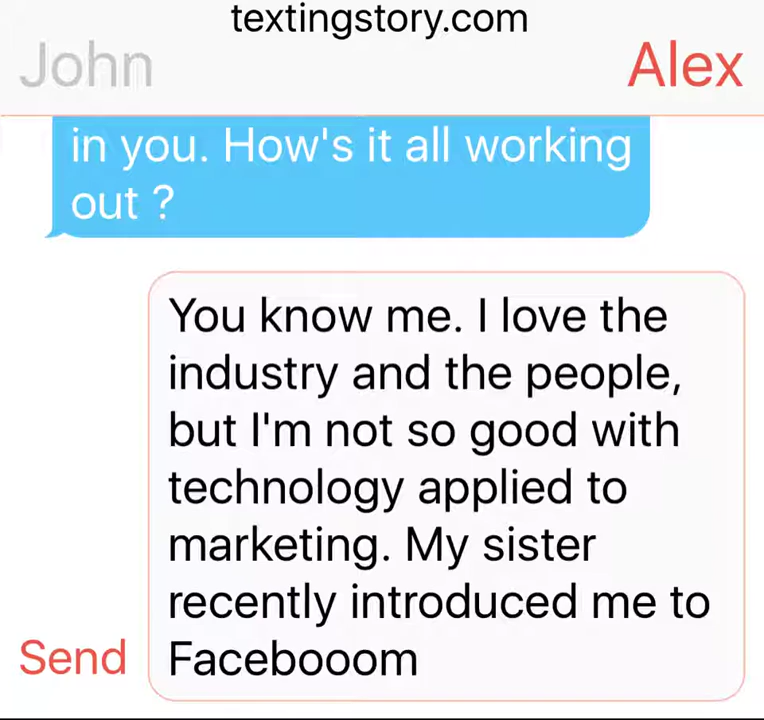 textingstory.com
John
Alex
in you. How's it all working
out ?
You know me. I love the
industry and the people,
but I'm not so good with
technology applied to
marketing. My sister
recently introduced me to
Facebooom
Send